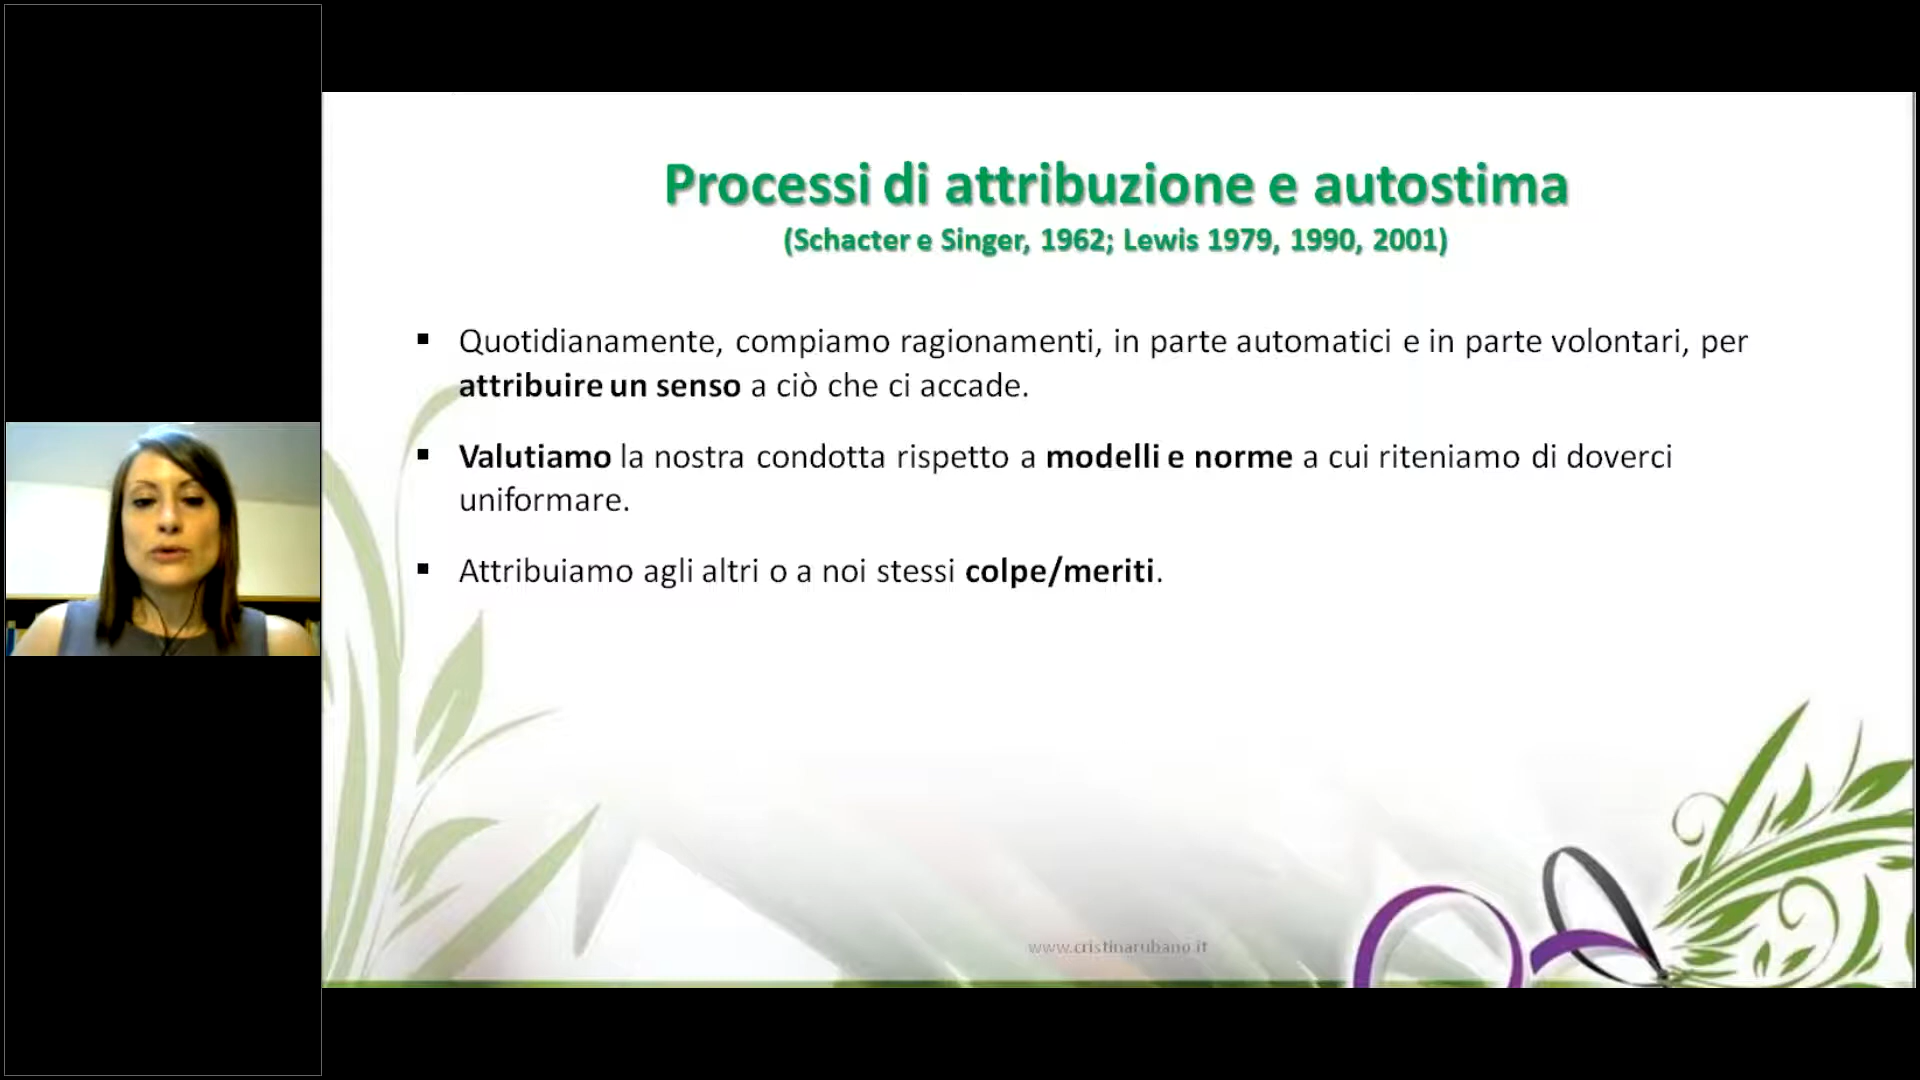 Processi di attribuzione e autostima
(Schacter e Singer, 1962; Lewis 1979, 1990, 2001)
▪ Quotidianamente, compiamo ragionamenti, in parte automatici e in parte volontari, per
attribuire un senso a ciò che ci accade.
▪ Valutiamo la nostra condotta rispetto a modelli e norme a cui riteniamo di doverci
uniformare.
▪ Attribuiamo agli altri o a noi stessi colpe/meriti.
www.cristinarubano.it